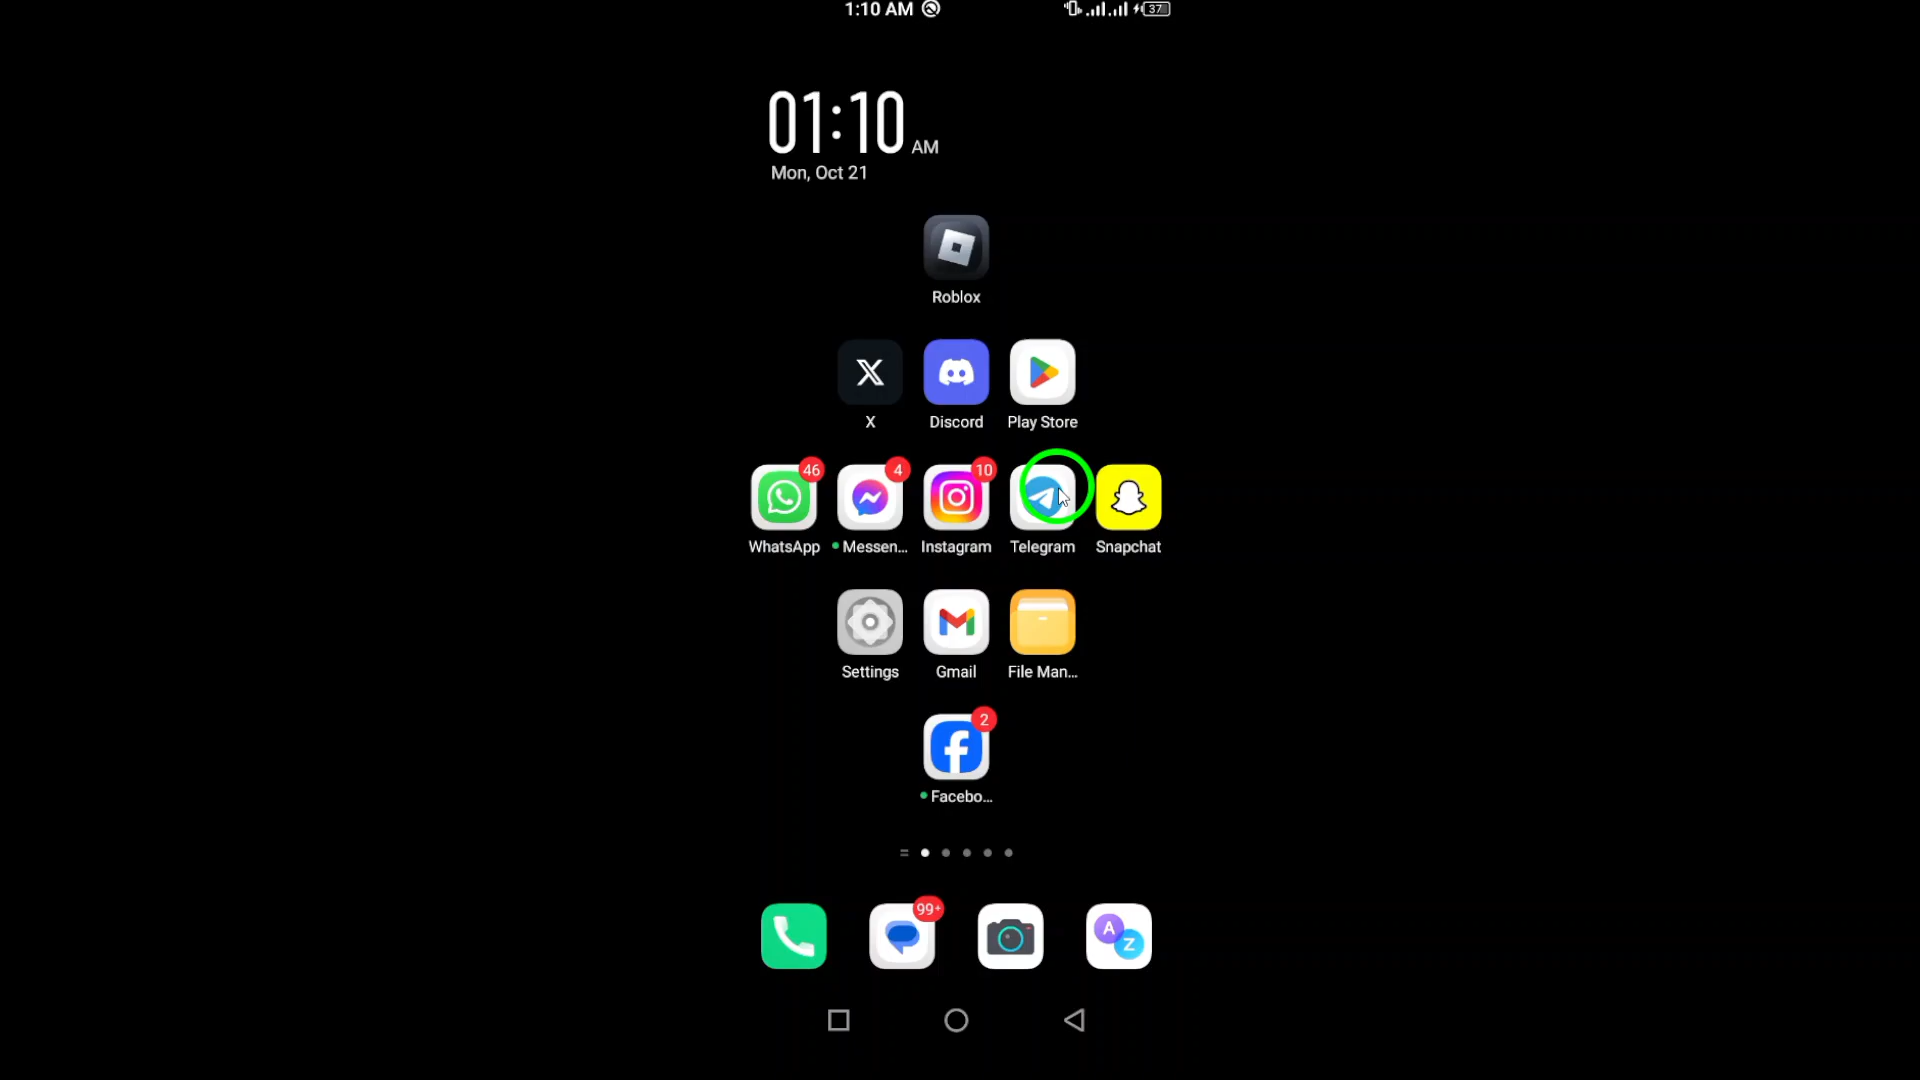 1:10 AM
37
01:10 AM
Mon, Oct 21
Roblox
X
Discord
Play Store
46
4
10
WhatsApp
Messen...
Instagram
Telegram
Snapchat
Settings
Gmail
File Man...
2
Facebo...
99+
A
Z